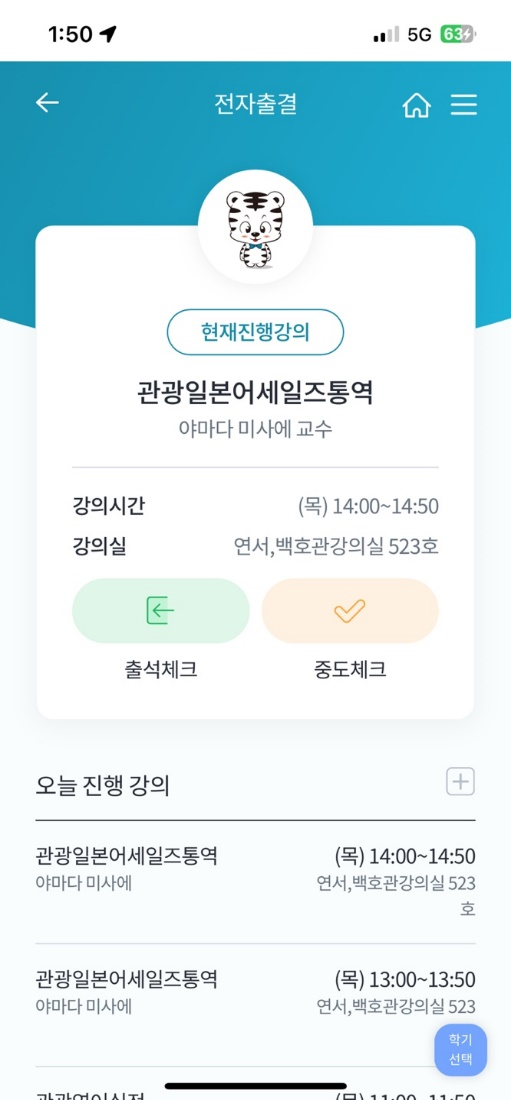 1:50
5G 63
전자출결
현재진행강의
관광일본어세일즈통역
야마다 미사에 교수
강의시간 (목) 14:00~14:50
강의실 연서,백호관강의실 523호
출석체크 중도체크
오늘 진행 강의
관광일본어세일즈통역 (목) 14:00~14:50
야마다 미사에 연서,백호관강의실 523
호
관광일본어세일즈통역 (목) 13:00~13:50
야마다 미사에 연서,백호관강의실 523
학기
선택